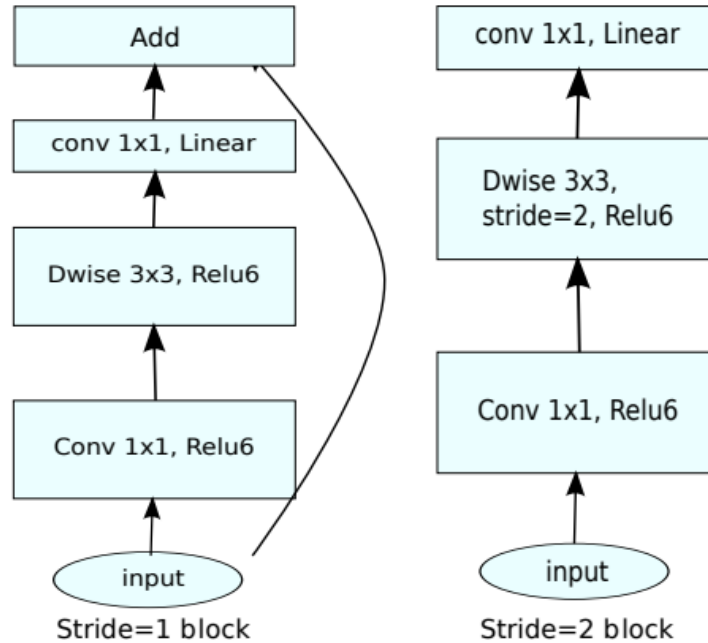 Add
conv 1x1, Linear
Dwise 3x3, Relu6
Conv 1x1, Relu6
input
Stride=1 block
conv 1x1, Linear
Dwise 3x3,
stride=2, Relu6
Conv 1x1, Relu6
input
Stride=2 block